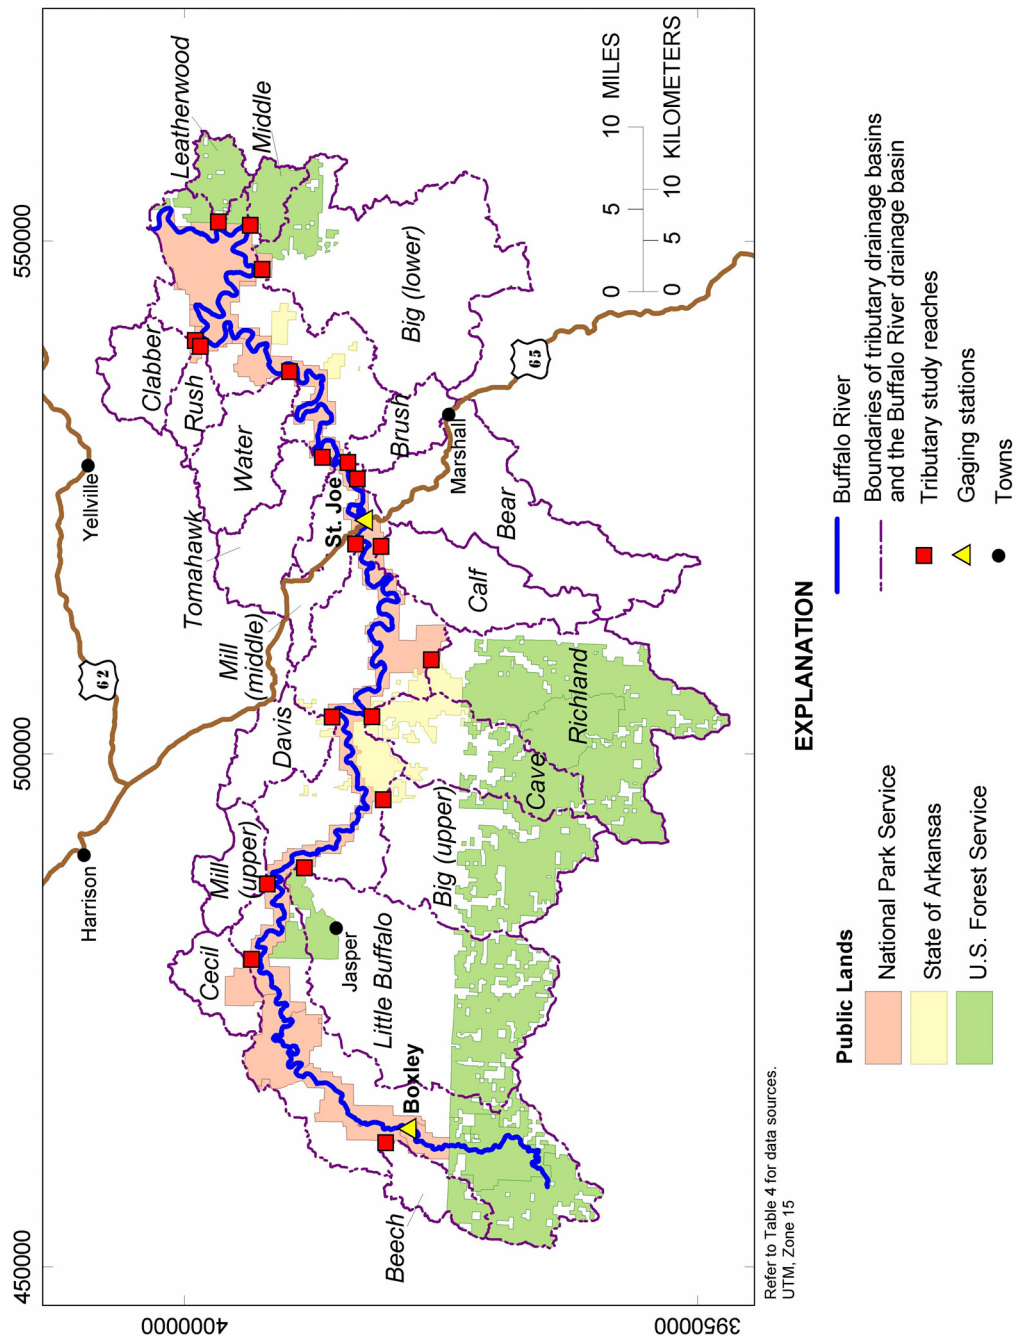 550000
500000
450000
4000000
3950000
Leatherwood
Middle
Clabber
Rush
Water
Tomahawk
Mill
(middle)
Davis
Mill
(upper)
Cecil
Big (lower)
Brush
Bear
Calf
Richland
Cave
Big (upper)
Little Buffalo
Beech
Yellville
Harrison
Marshall
Jasper
St. Joe
Boxley
62
65
0 5 10 MILES
0 5 10 KILOMETERS
Refer to Table 4 for data sources.
UTM, Zone 15
EXPLANATION
Public Lands
National Park Service
State of Arkansas
U.S. Forest Service
Buffalo River
Boundaries of tributary drainage basins
and the Buffalo River drainage basin
Tributary study reaches
Gaging stations
Towns